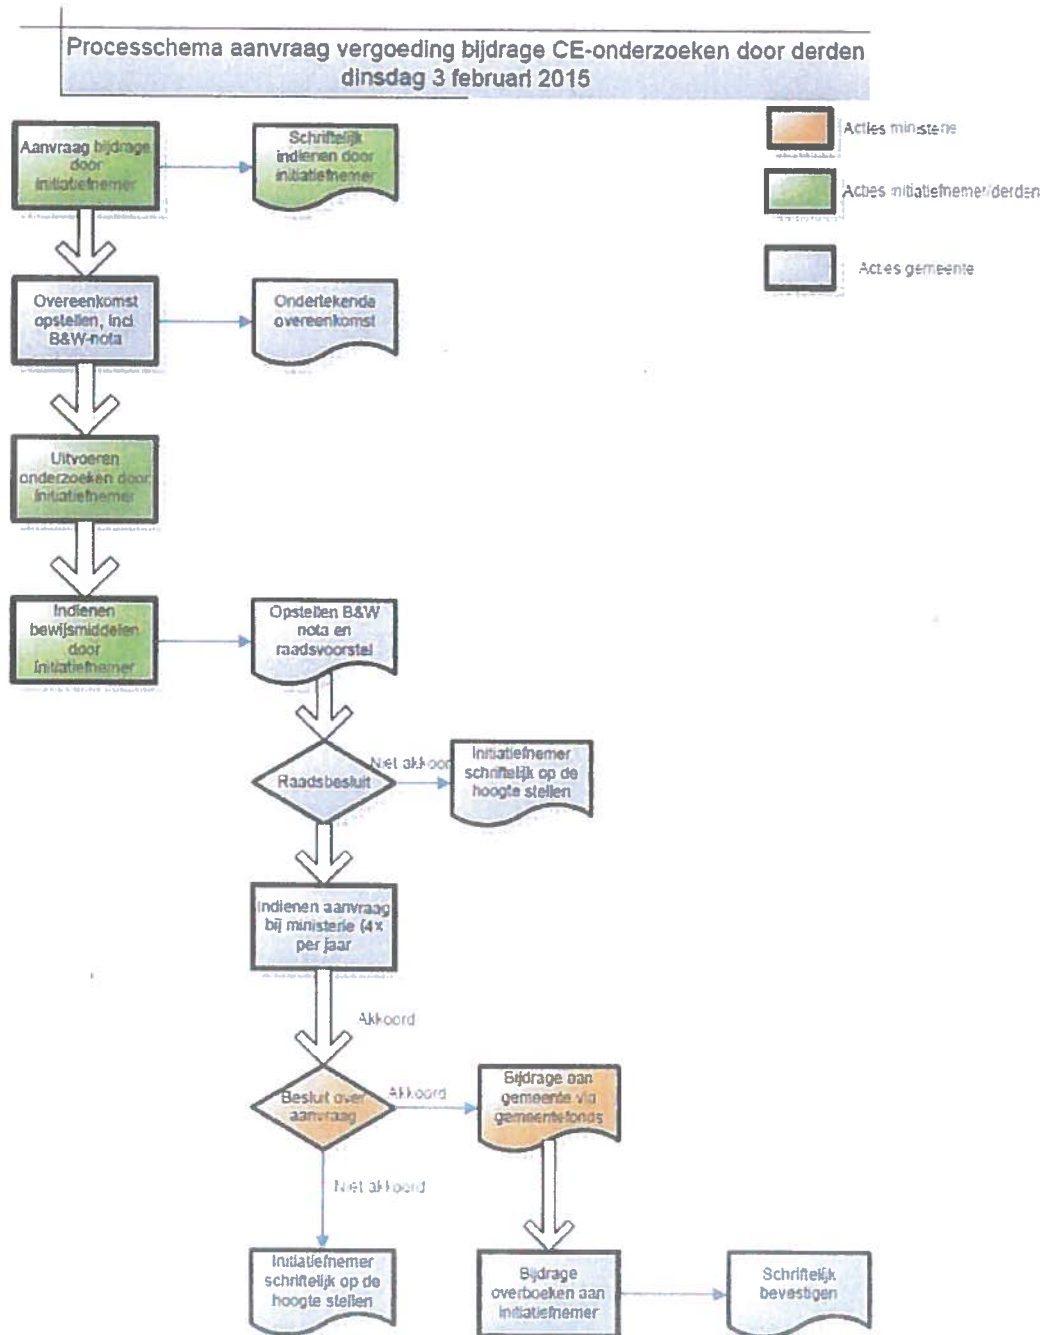 Processchema aanvraag vergoeding bijdrage CE-onderzoeken door derden
dinsdag 3 februari 2015
Acties ministerie
Acties initiatiefnemer/derden
Acties gemeente
Aanvraag bijdrage
door
initiatiefnemer
Schriftelijk
indienen door
initiatiefnemer
Overeenkomst
opstellen, incl
B&W-nota
Ondertekende
overeenkomst
Uitvoeren
onderzoeken door
initiatiefnemer
Indienen
bewijsmiddelen
door
initiatiefnemer
Opstellen B&W
nota en
raadsvoorstel
Raadsbesluit
Niet akkoor
Initiatiefnemer
schriftelijk op de
hoogte stellen
Indienen aanvraag
bij ministerie (4x
per jaar
Akkoord
Besluit over
aanvraag
Akkoord
Bijdrage aan
gemeente via
gemeentefonds
Niet akkoord
Initiatiefnemer
schriftelijk op de
hoogte stellen
Bijdrage
overboeken aan
initiatiefnemer
Schriftelijk
bevestigen